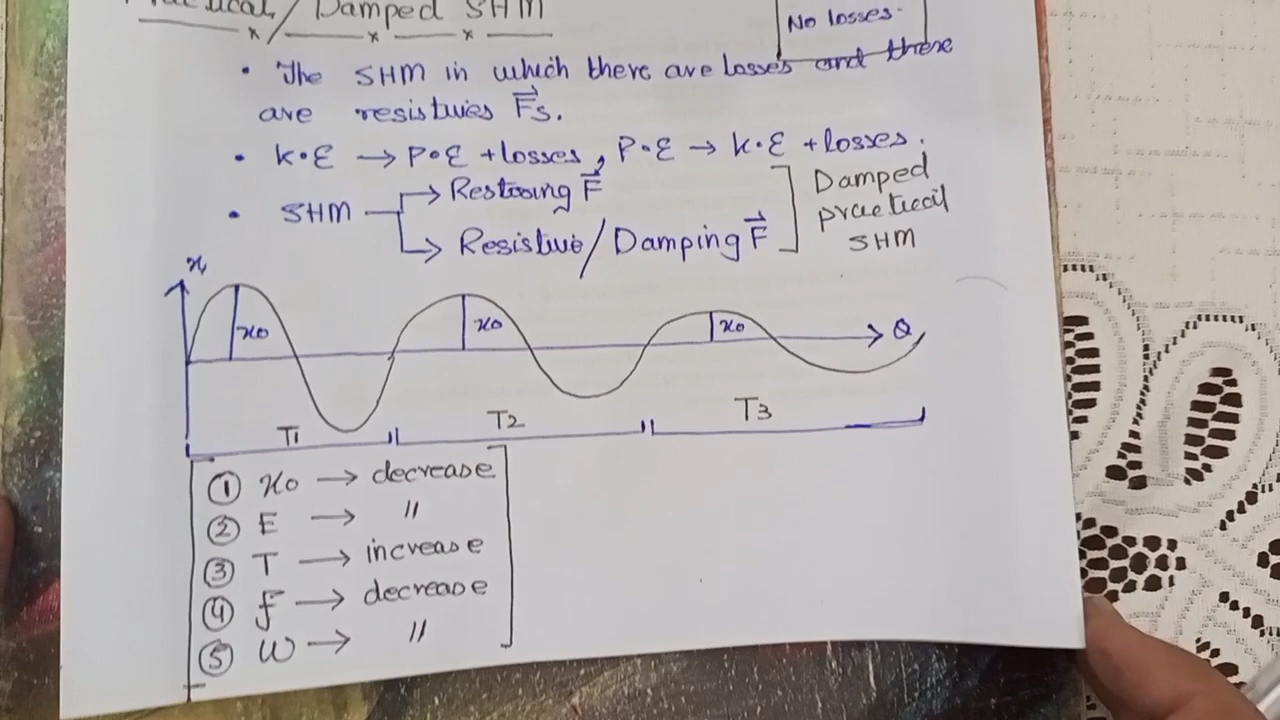 Practical / Damped SHM
No losses.
• The SHM in which there are losses and there
are resistives F⃗s.
• K•E → P•E + losses, P•E → K•E + losses.
• SHM → Restoring F⃗
→ Resistive / Damping F⃗
Damped
practical
SHM
x
x₀ x₀ x₀ θ
T1 T2 T3
① x₀ → decrease
② E → "
③ T → increase
④ f → decrease
⑤ ω → "